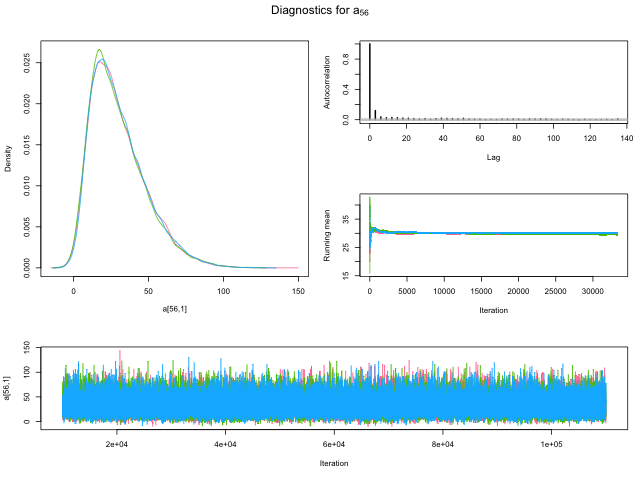 Diagnostics for a56
Density
0.000 0.005 0.010 0.015 0.020 0.025
0 50 100 150
a[56,1]
Autocorrelation
0.0 0.4 0.8
0 20 40 60 80 100 120 140
Lag
Running mean
15 25 35
0 5000 10000 15000 20000 25000 30000
Iteration
a[56,1]
0 50 100 150
2e+04 4e+04 6e+04 8e+04 1e+05
Iteration